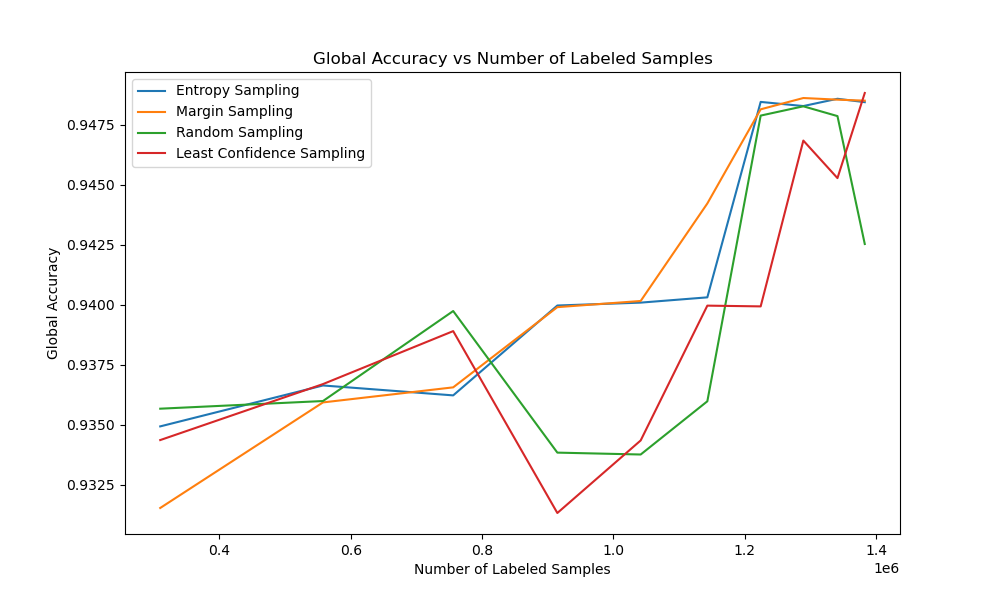 Global Accuracy vs Number of Labeled Samples
Entropy Sampling
Margin Sampling
Random Sampling
Least Confidence Sampling
Global Accuracy
0.9475
0.9450
0.9425
0.9400
0.9375
0.9350
0.9325
0.4 0.6 0.8 1.0 1.2 1.4
1e6
Number of Labeled Samples